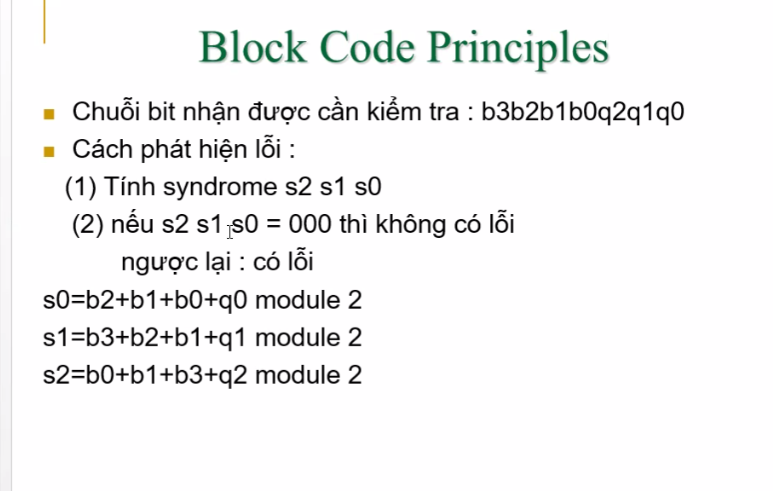 Block Code Principles
Chuỗi bit nhận được cần kiểm tra : b3b2b1b0q2q1q0
Cách phát hiện lỗi :
(1) Tính syndrome s2 s1 s0
(2) nếu s2 s1 s0 = 000 thì không có lỗi
ngược lại : có lỗi
s0=b2+b1+b0+q0 module 2
s1=b3+b2+b1+q1 module 2
s2=b0+b1+b3+q2 module 2